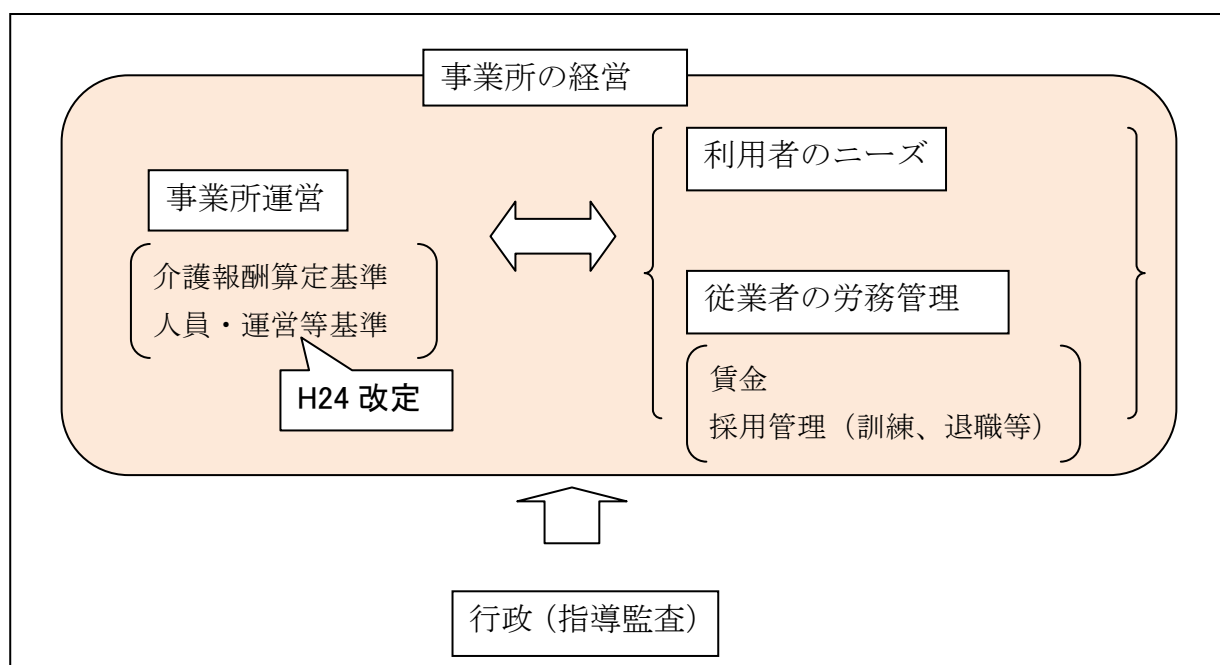 事業所の経営
事業所運営
介護報酬算定基準
人員・運営等基準
H24 改定
利用者のニーズ
従業者の労務管理
賃金
採用管理（訓練、退職等）
行政（指導監査）